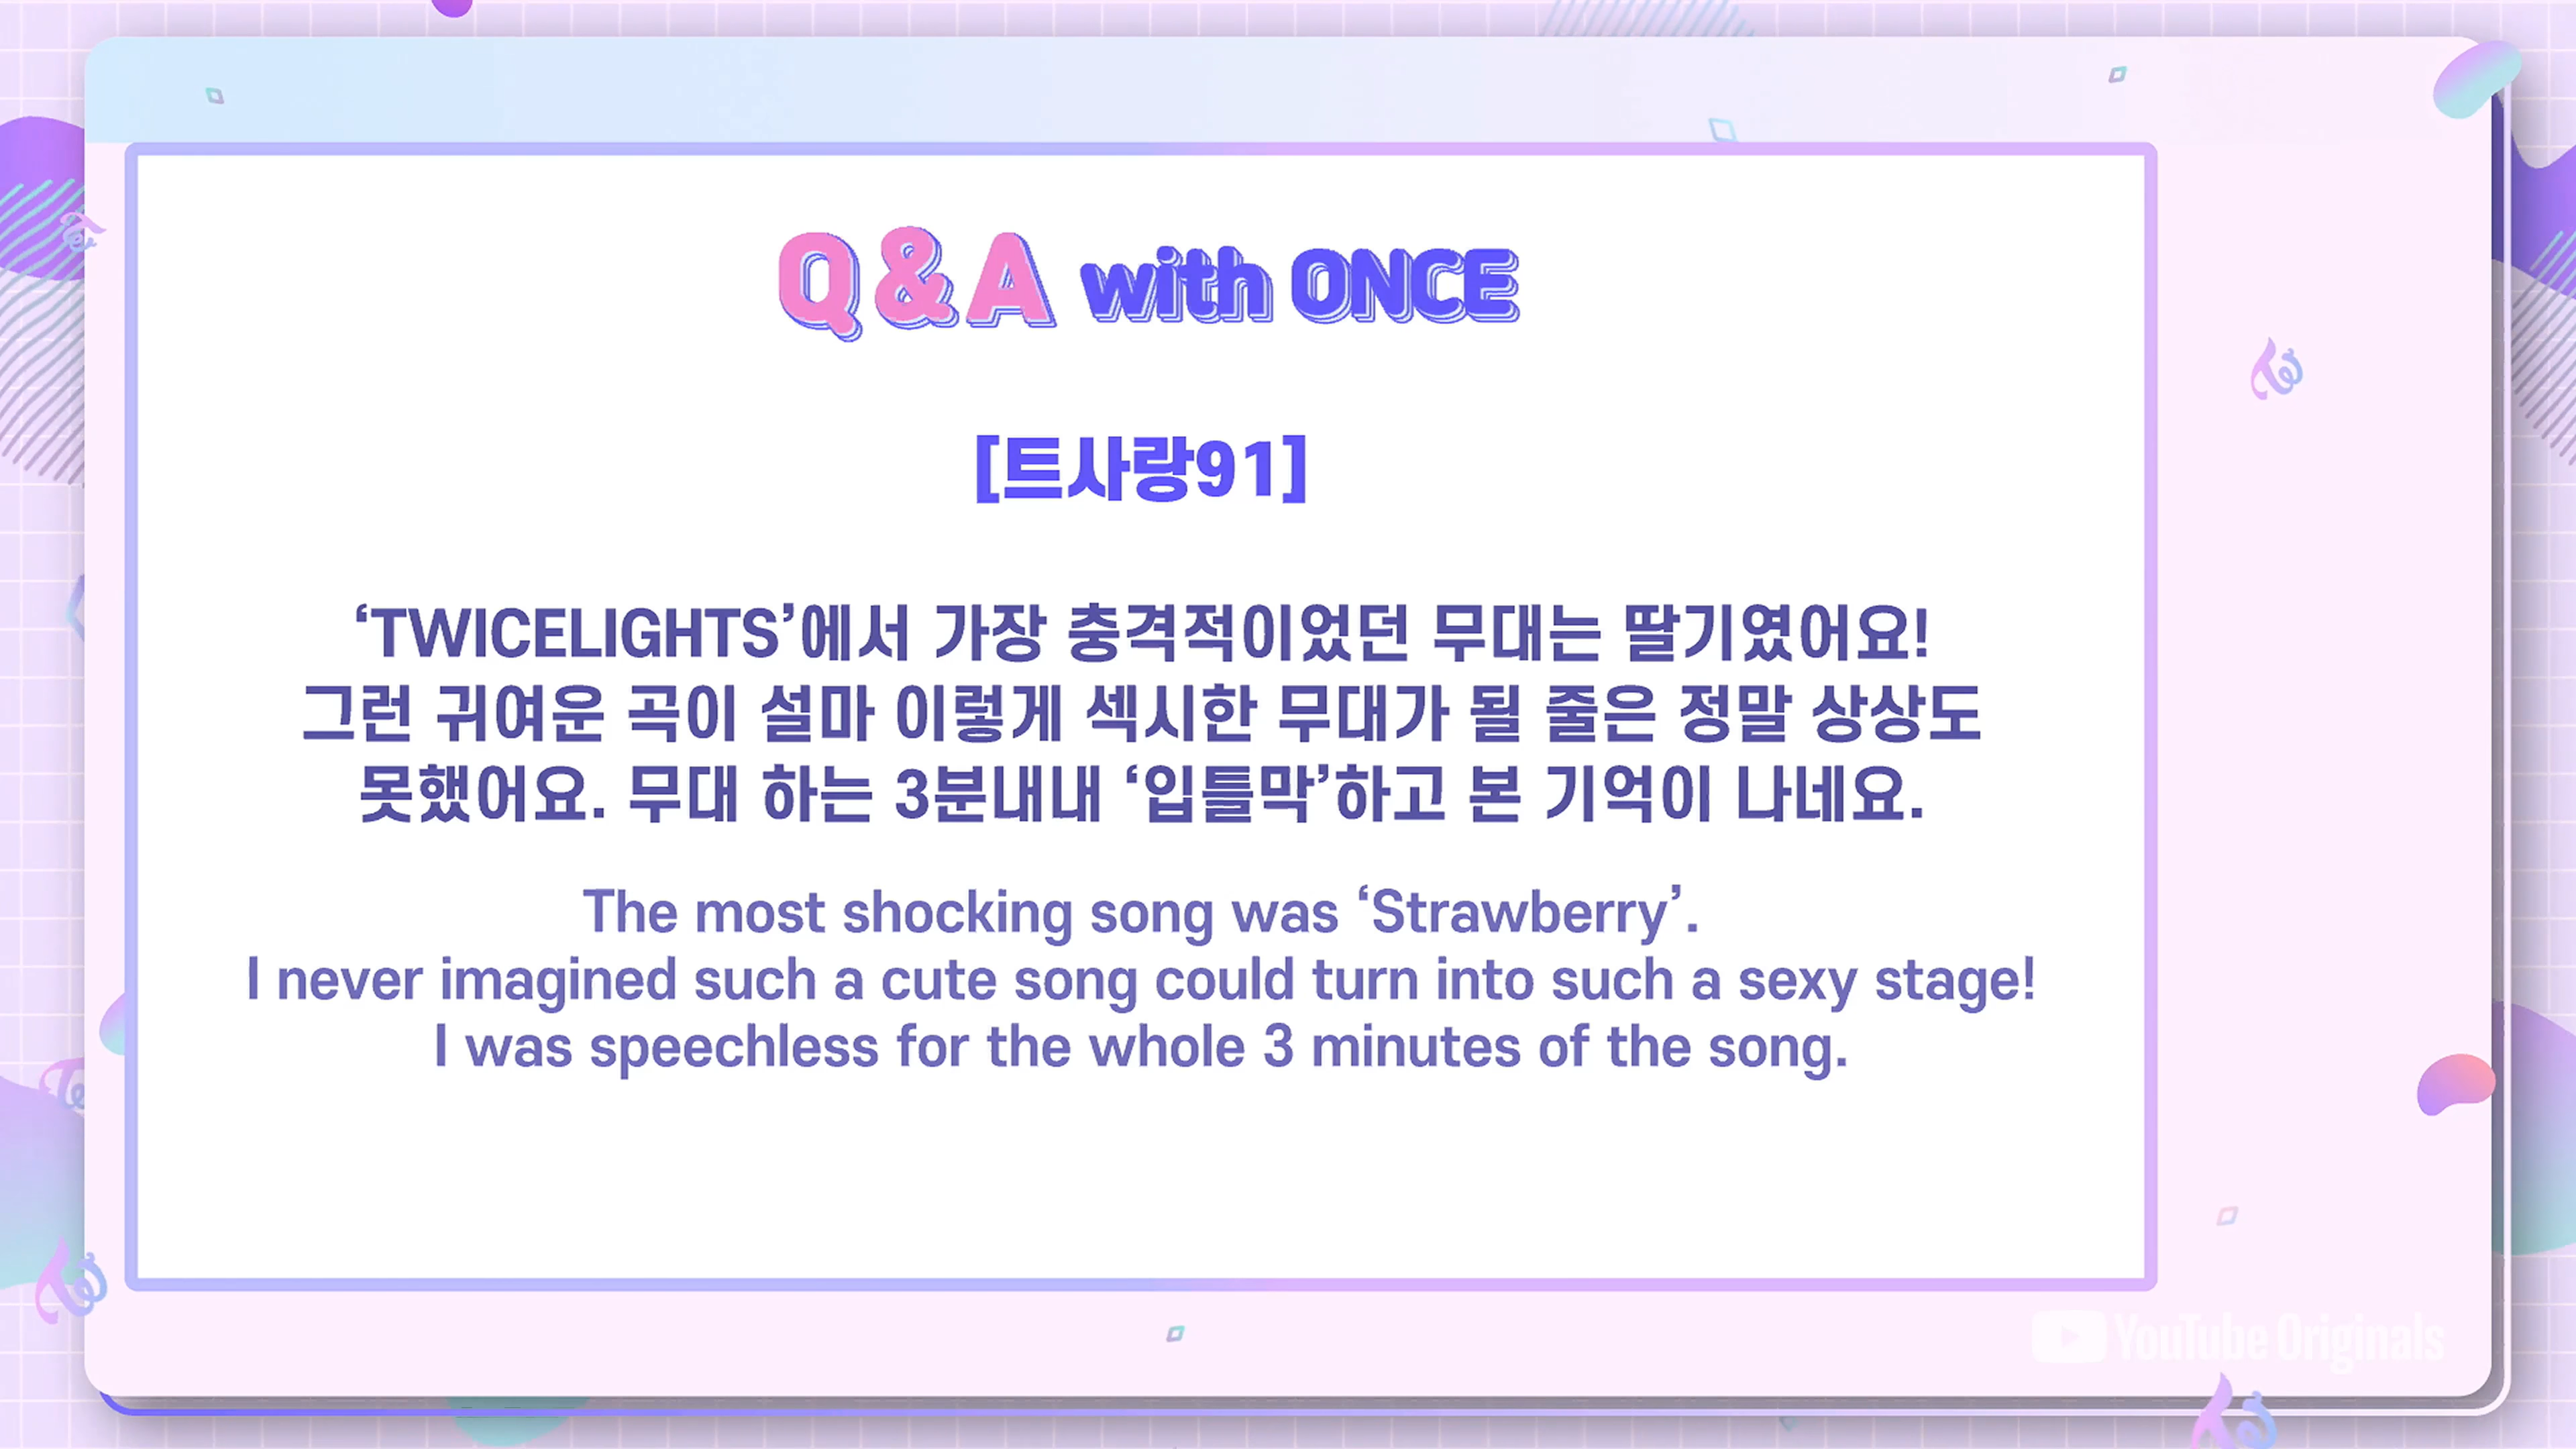 Q & A with ONCE
[트사랑91]
‘TWICELIGHTS’에서 가장 충격적이었던 무대는 딸기였어요!
그런 귀여운 곡이 설마 이렇게 섹시한 무대가 될 줄은 정말 상상도
못했어요. 무대 하는 3분내내 ‘입틀막’하고 본 기억이 나네요.
The most shocking song was ‘Strawberry’.
I never imagined such a cute song could turn into such a sexy stage!
I was speechless for the whole 3 minutes of the song.
YouTube Originals